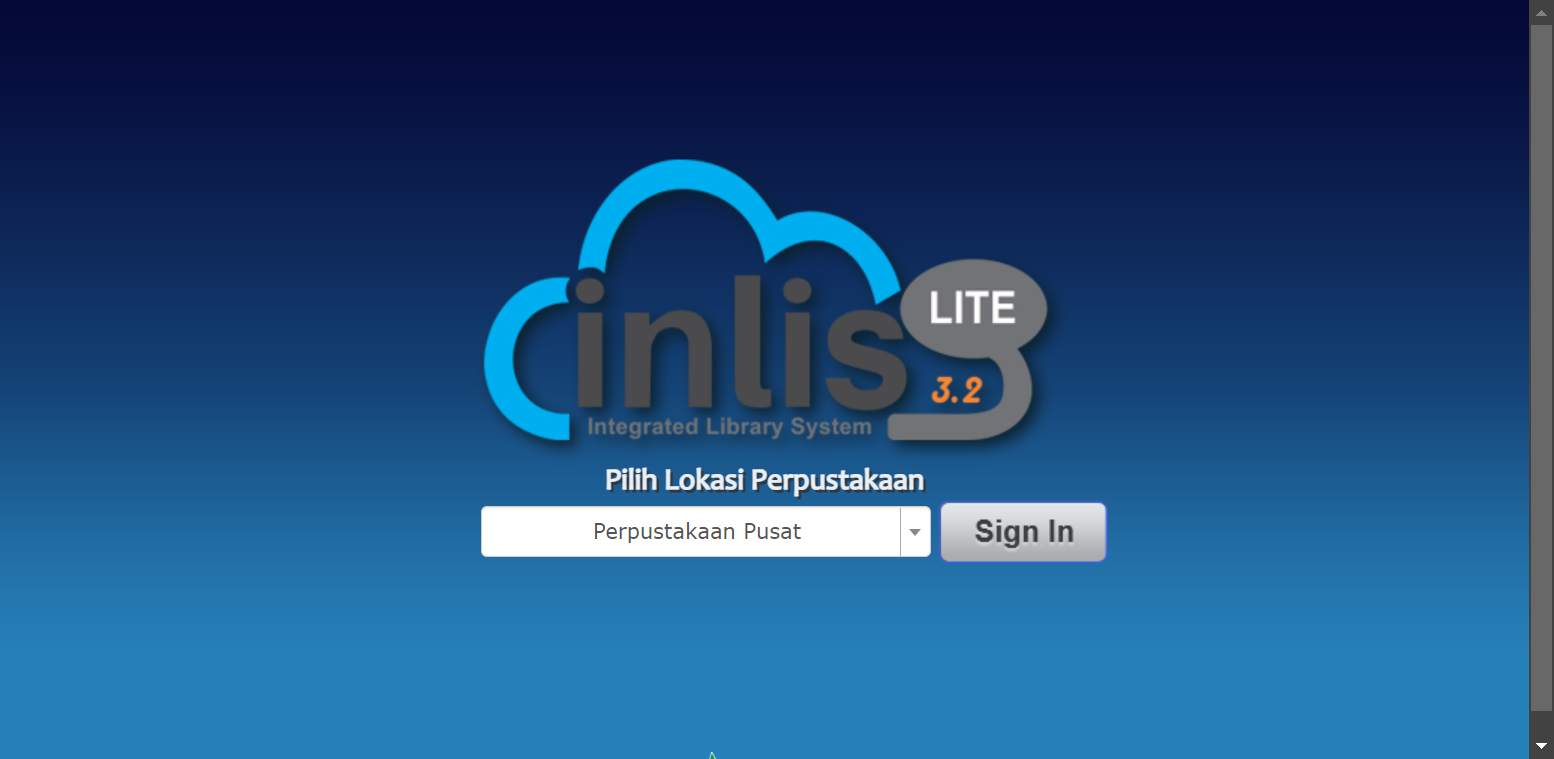 inlis
LITE
3.2
Integrated Library System
Pilih Lokasi Perpustakaan
Perpustakaan Pusat
Sign In